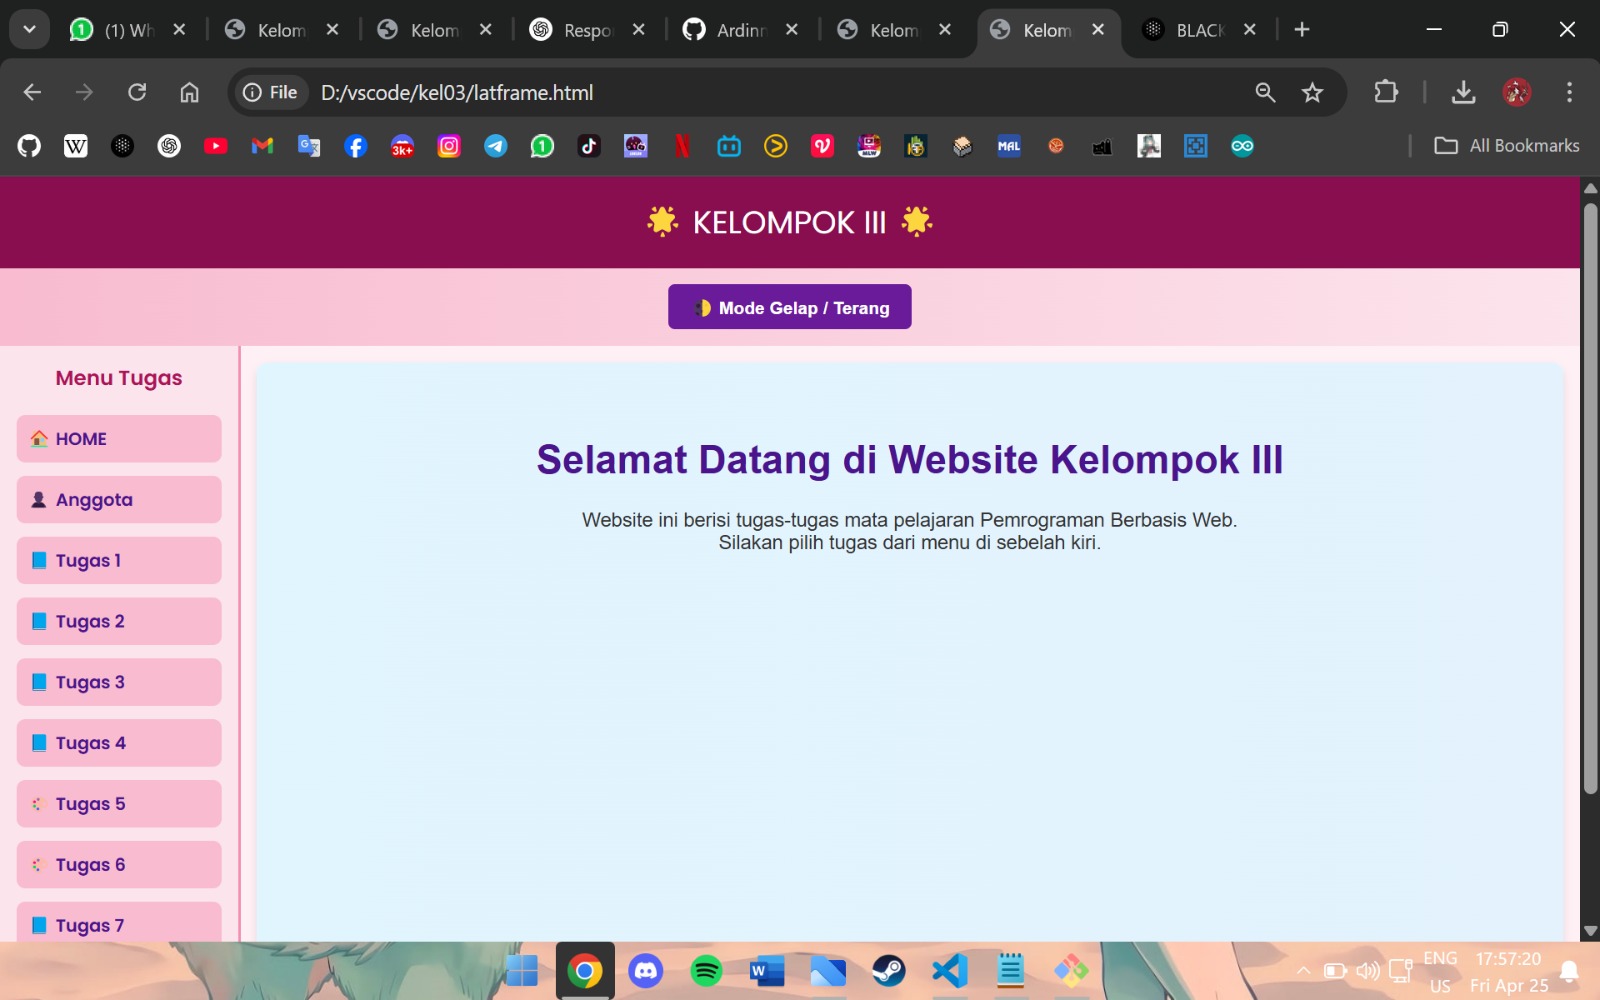 (1) Wh
Kelom
Kelom
Respo
Ardinn
Kelom
Kelom
BLACK
File
D:/vscode/kel03/latframe.html
All Bookmarks
KELOMPOK III
Mode Gelap / Terang
Menu Tugas
HOME
Anggota
Tugas 1
Tugas 2
Tugas 3
Tugas 4
Tugas 5
Tugas 6
Tugas 7
Selamat Datang di Website Kelompok III
Website ini berisi tugas-tugas mata pelajaran Pemrograman Berbasis Web.
Silakan pilih tugas dari menu di sebelah kiri.
ENG
US
17:57:20
Fri Apr 25